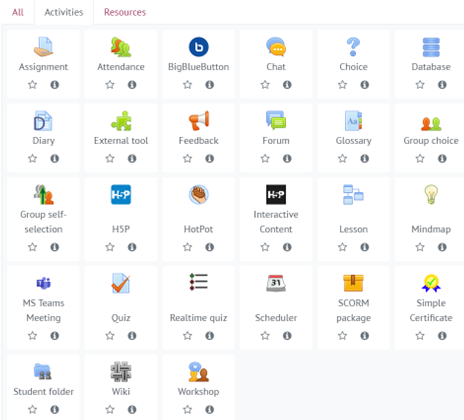 All Activities Resources
Assignment Attendance BigBlueButton Chat Choice Database
Diary External tool Feedback Forum Glossary Group choice
Group self-
selection
H5P HotPot
Interactive
Content
Lesson Mindmap
MS Teams
Meeting
Quiz Realtime quiz Scheduler
SCORM
package
Simple
Certificate
Student folder Wiki Workshop